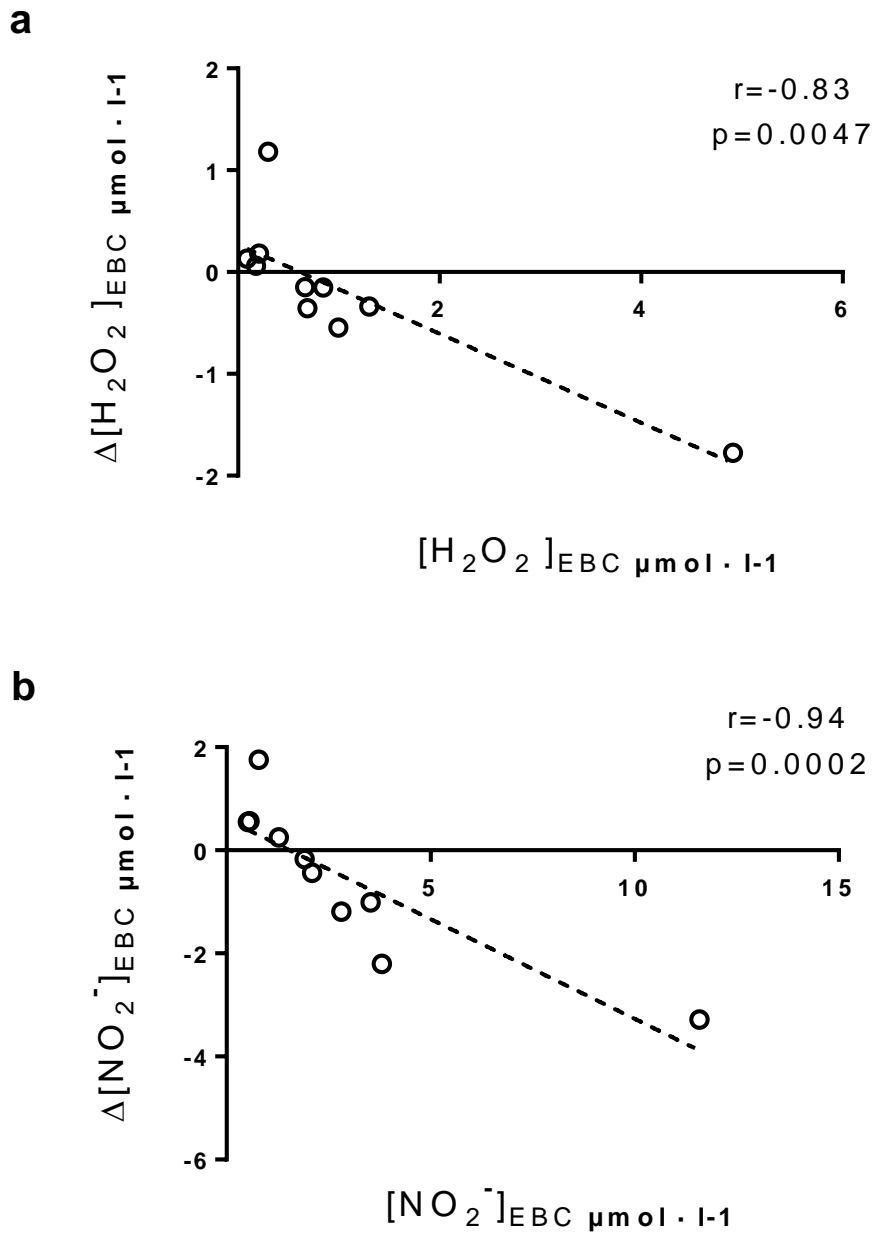 a
Δ[H2O2 ]EBC µmol · l-1
2
1
0
-1
-2
2
4
6
r=-0.83
p=0.0047
[H2O2 ]EBC µmol · l-1
b
Δ[NO2-]EBC µmol · l-1
2
0
-2
-4
-6
5
10
15
r=-0.94
p=0.0002
[NO2-]EBC µmol · l-1